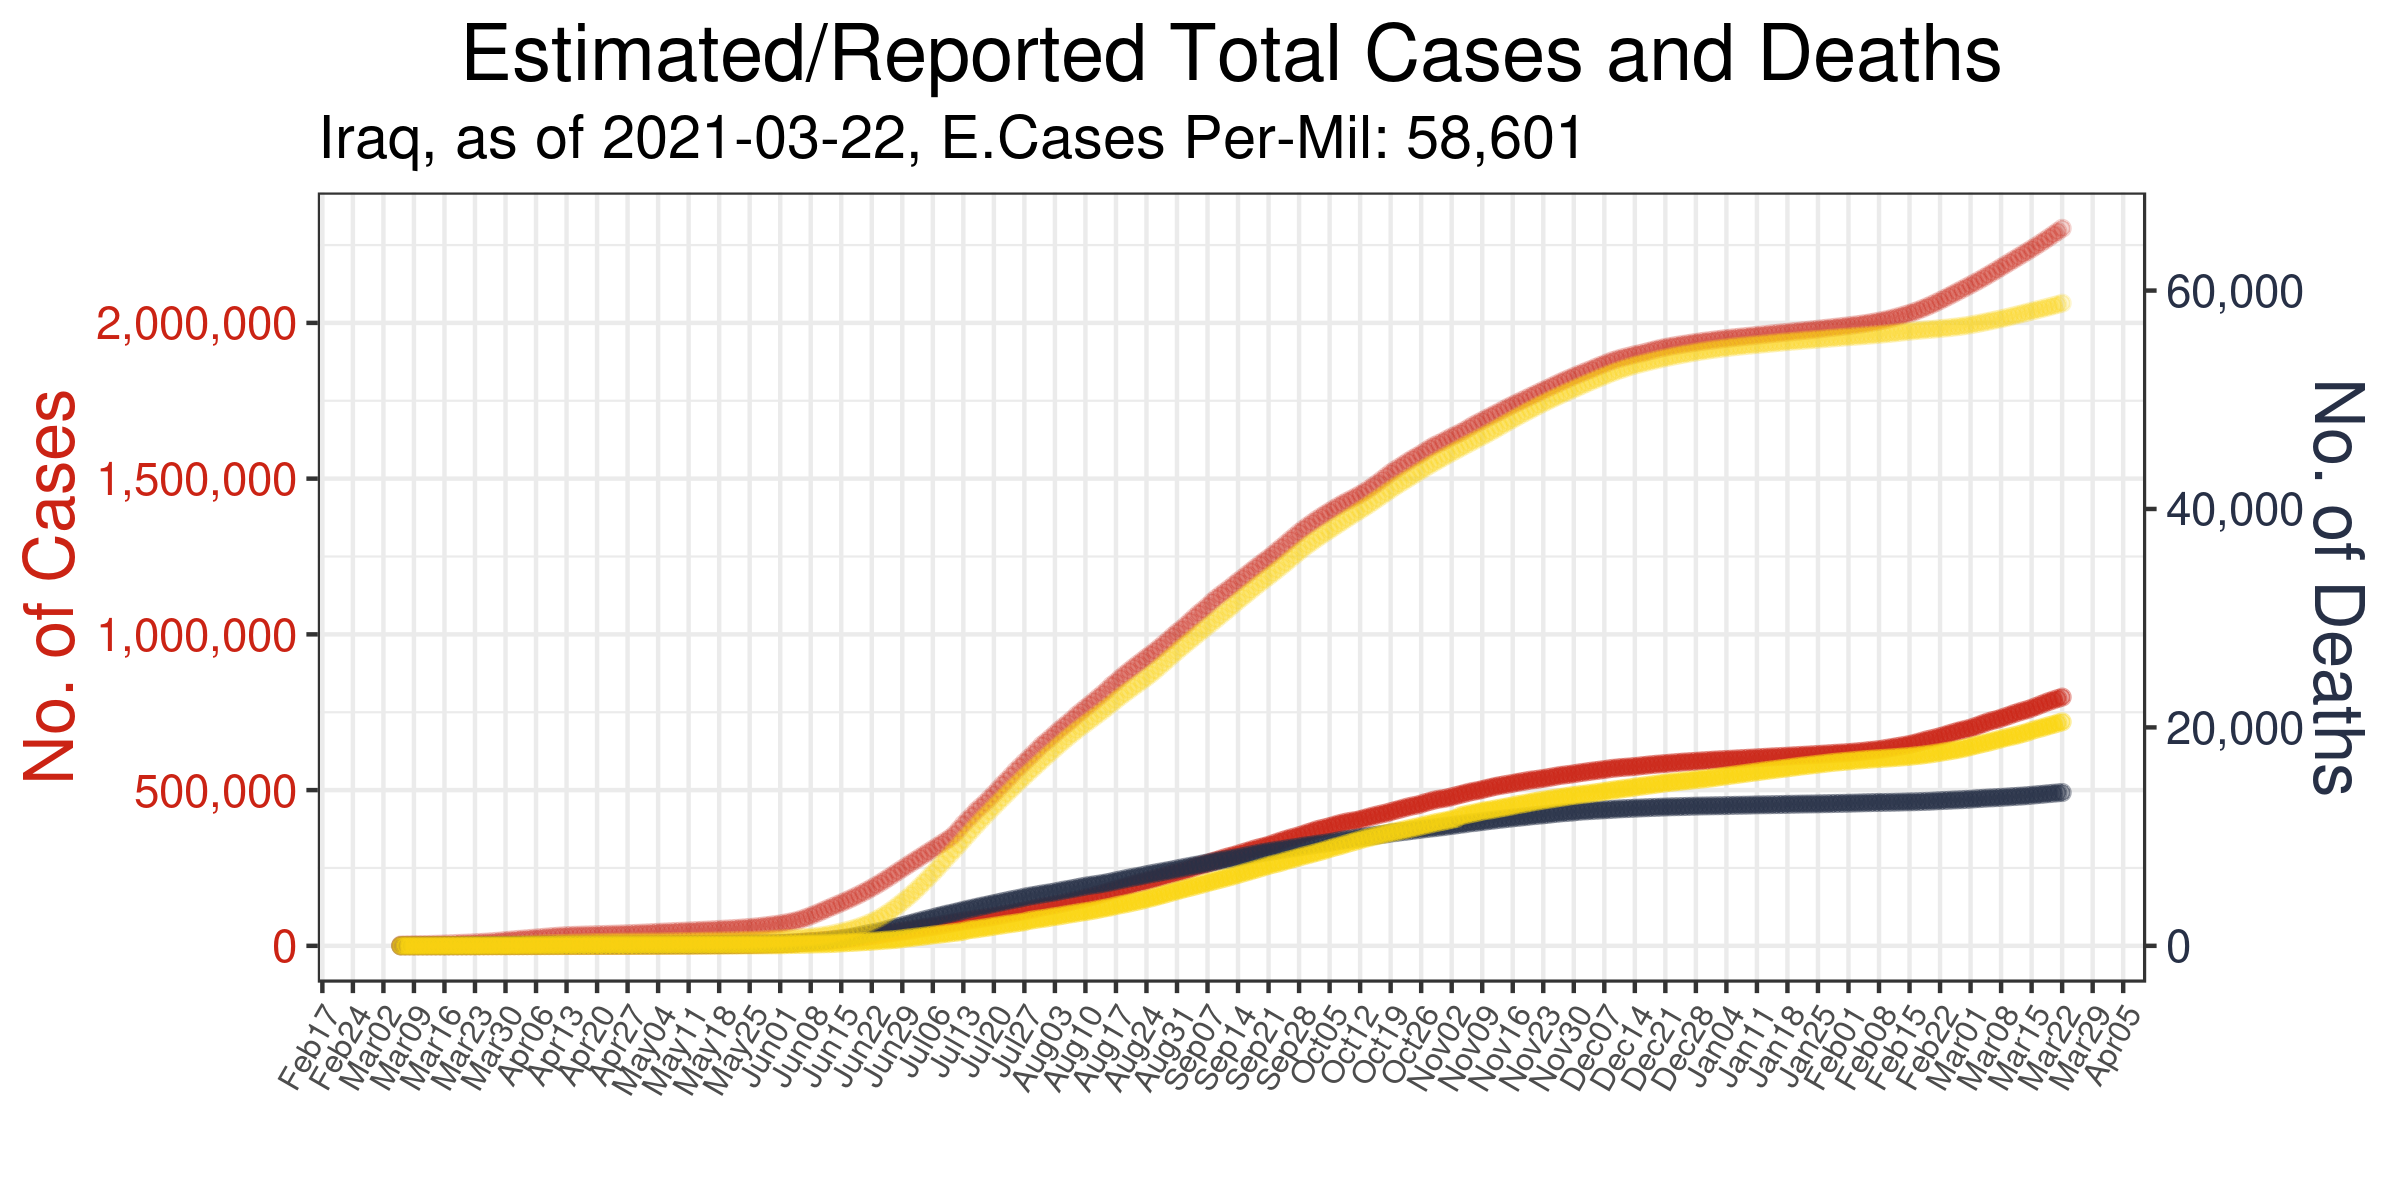 Estimated/Reported Total Cases and Deaths
Iraq, as of 2021-03-22, E.Cases Per-Mil: 58,601
No. of Cases
2,000,000
1,500,000
1,000,000
500,000
0
60,000
40,000
20,000
0
No. of Deaths
Feb17
Feb24
Mar02
Mar09
Mar16
Mar23
Mar30
Apr06
Apr13
Apr20
Apr27
May04
May11
May18
May25
Jun01
Jun08
Jun15
Jun22
Jun29
Jul06
Jul13
Jul20
Jul27
Aug03
Aug10
Aug17
Aug24
Aug31
Sep07
Sep14
Sep21
Sep28
Oct05
Oct12
Oct19
Oct26
Nov02
Nov09
Nov16
Nov23
Nov30
Dec07
Dec14
Dec21
Dec28
Jan04
Jan11
Jan18
Jan25
Feb01
Feb08
Feb15
Feb22
Mar01
Mar08
Mar15
Mar22
Mar29
Apr05